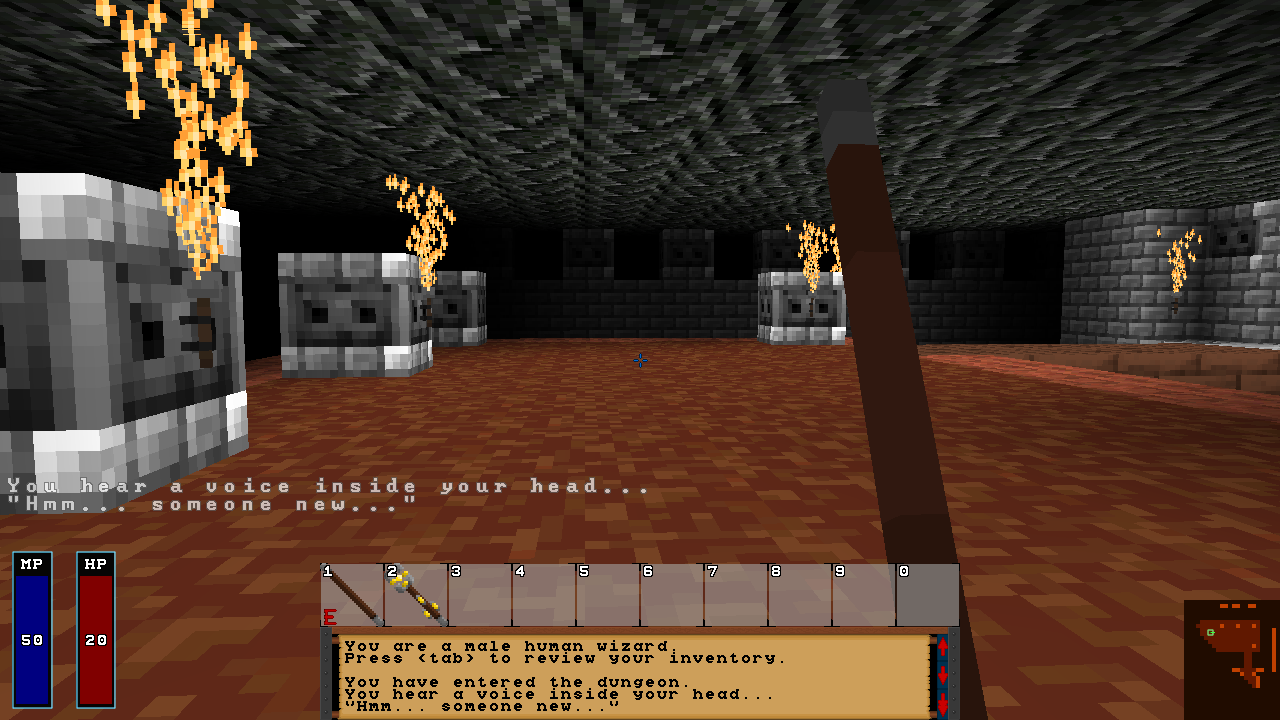 You hear a voice inside your head...
"Hmm... someone new..."
MP
HP
50
20
1 2 3 4 5 6 7 8 9 0
E
You are a male human wizard.
Press <tab> to review your inventory.
You have entered the dungeon.
You hear a voice inside your head...
"Hmm... someone new..."